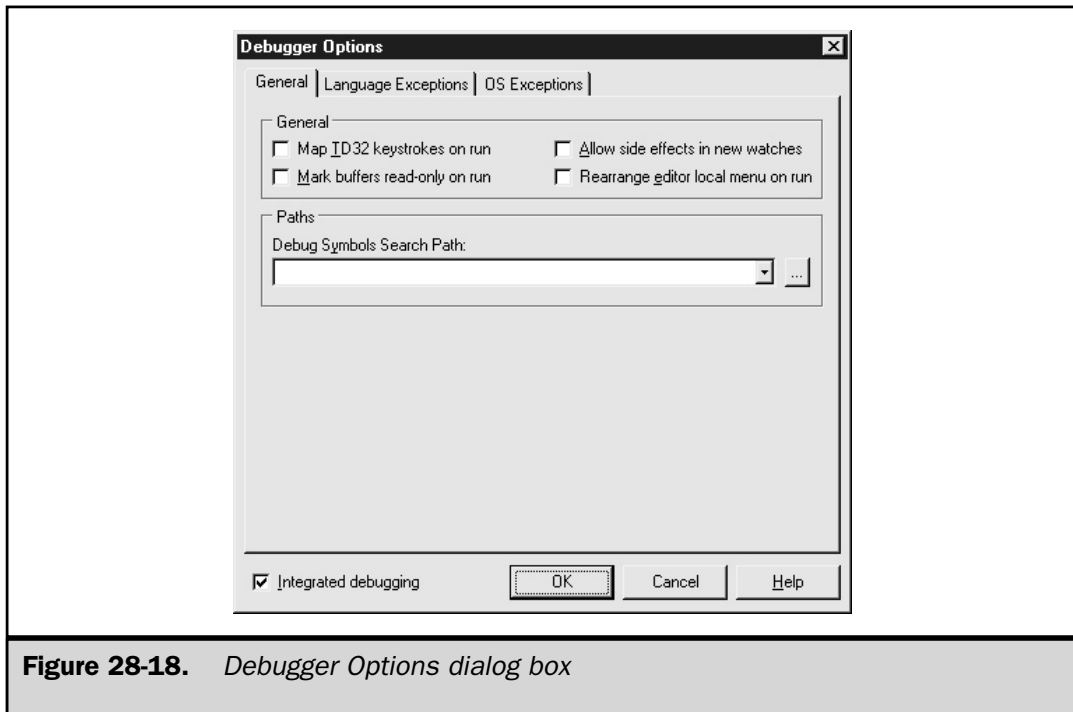 Debugger Options
General Language Exceptions OS Exceptions
General
Map TD32 keystrokes on run
Allow side effects in new watches
Mark buffers read-only on run
Rearrange editor local menu on run
Paths
Debug Symbols Search Path:
...
Integrated debugging
OK Cancel Help
Figure 28-18. Debugger Options dialog box